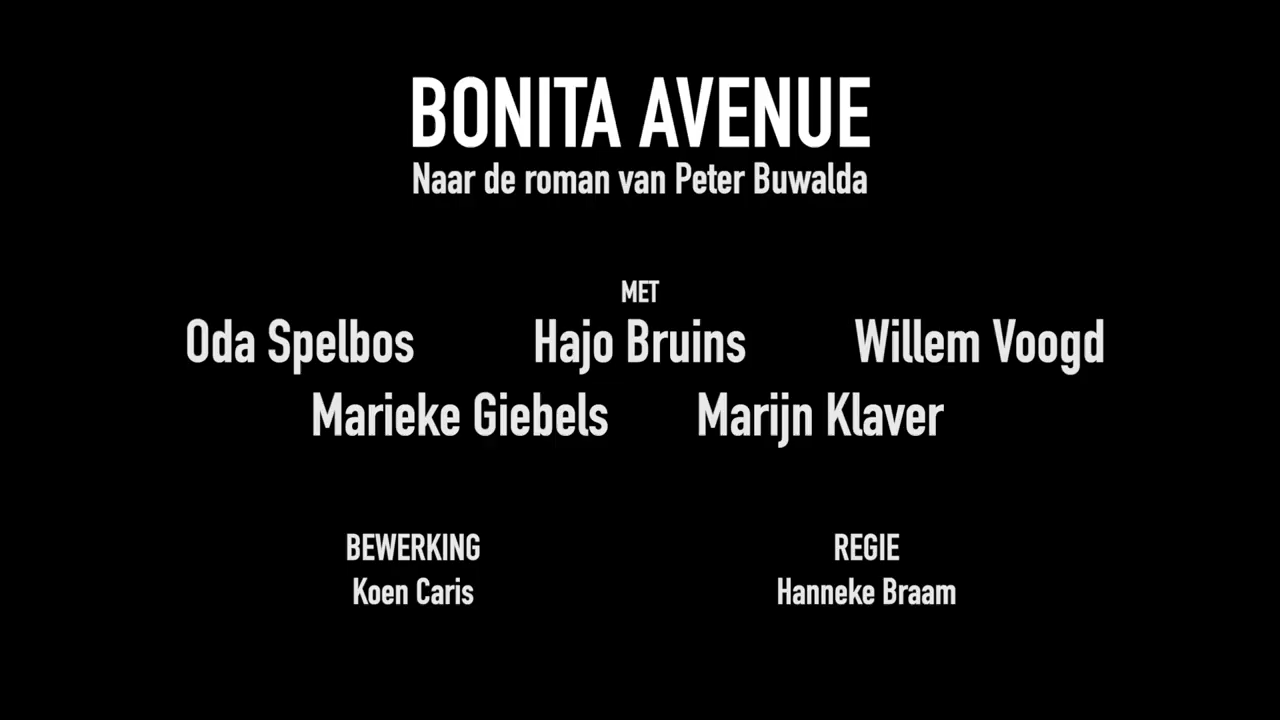 BONITA AVENUE
Naar de roman van Peter Buwalda
MET
Oda Spelbos Hajo Bruins Willem Voogd
Marieke Giebels Marijn Klaver
BEWERKING REGIE
Koen Caris Hanneke Braam